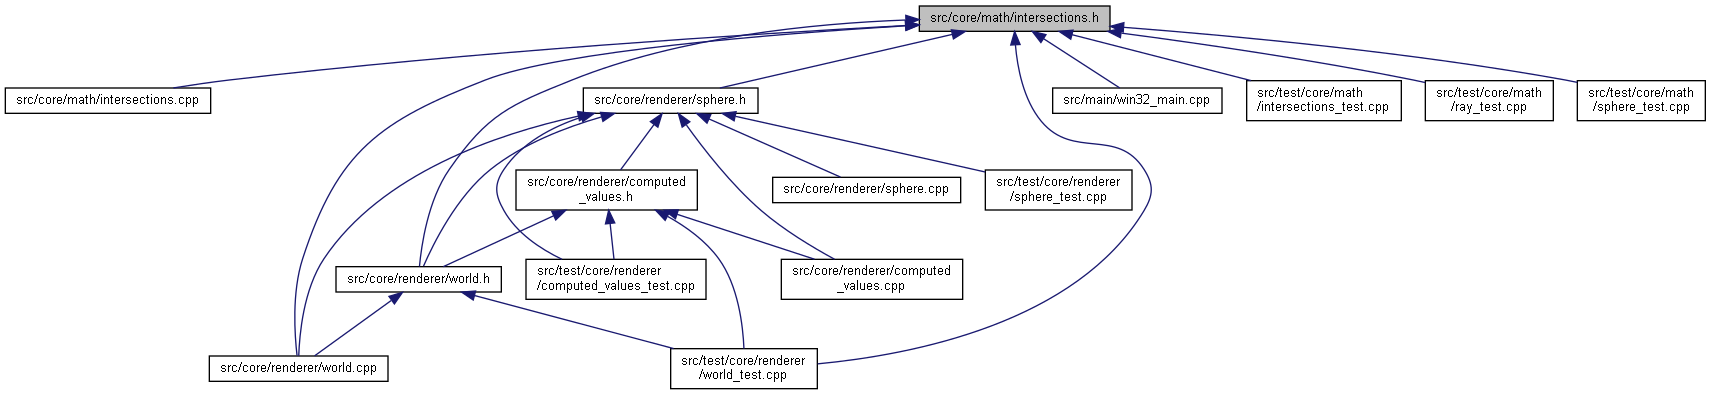 src/core/math/intersections.h
src/core/math/intersections.cpp
src/core/renderer/sphere.h
src/main/win32_main.cpp
src/test/core/math
/intersections_test.cpp
src/test/core/math
/ray_test.cpp
src/test/core/math
/sphere_test.cpp
src/core/renderer/computed
_values.h
src/core/renderer/sphere.cpp
src/test/core/renderer
/sphere_test.cpp
src/core/renderer/world.h
src/test/core/renderer
/computed_values_test.cpp
src/core/renderer/computed
_values.cpp
src/core/renderer/world.cpp
src/test/core/renderer
/world_test.cpp